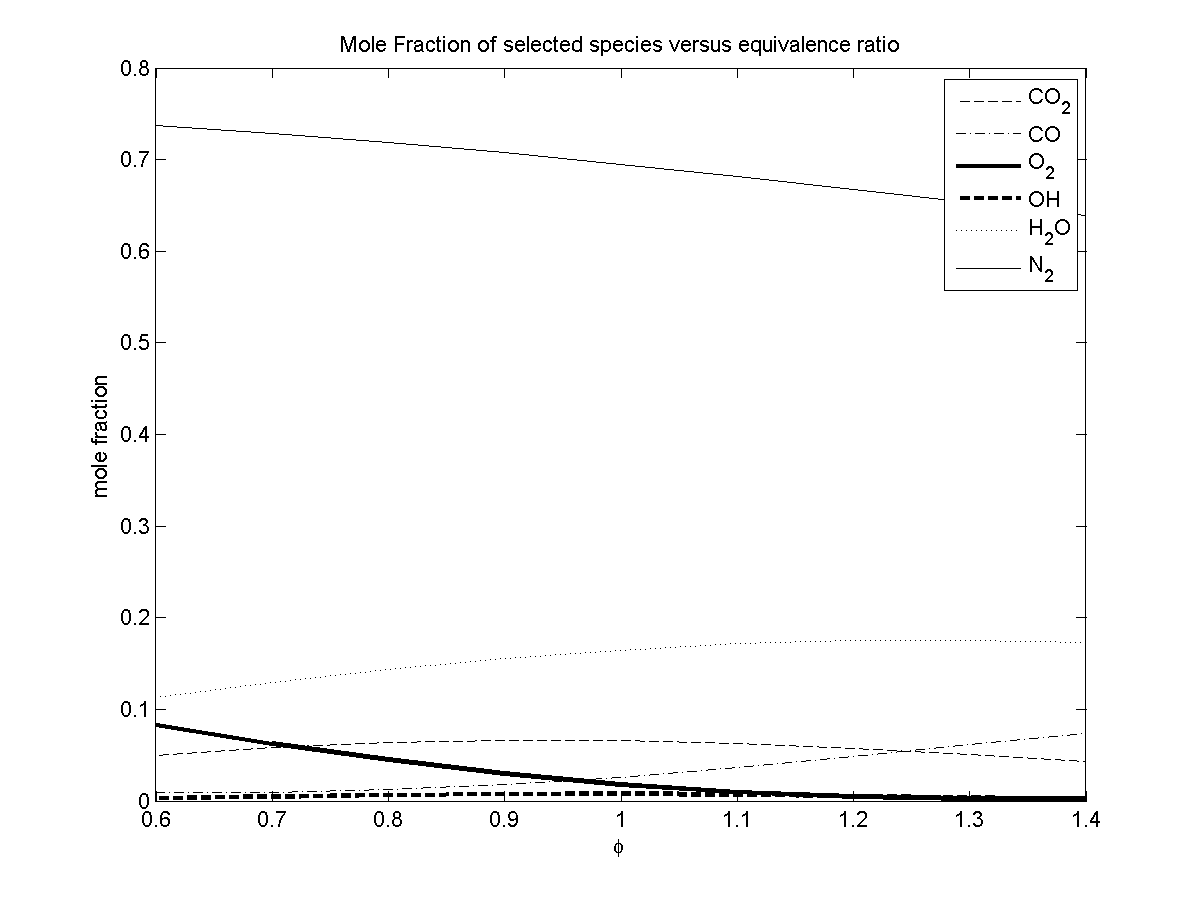 Mole Fraction of selected species versus equivalence ratio
0.8
0.7
0.6
0.5
0.4
0.3
0.2
0.1
0
mole fraction
CO2
CO
O2
OH
H2O
N2
0.6 0.7 0.8 0.9 1 1.1 1.2 1.3 1.4
ϕ